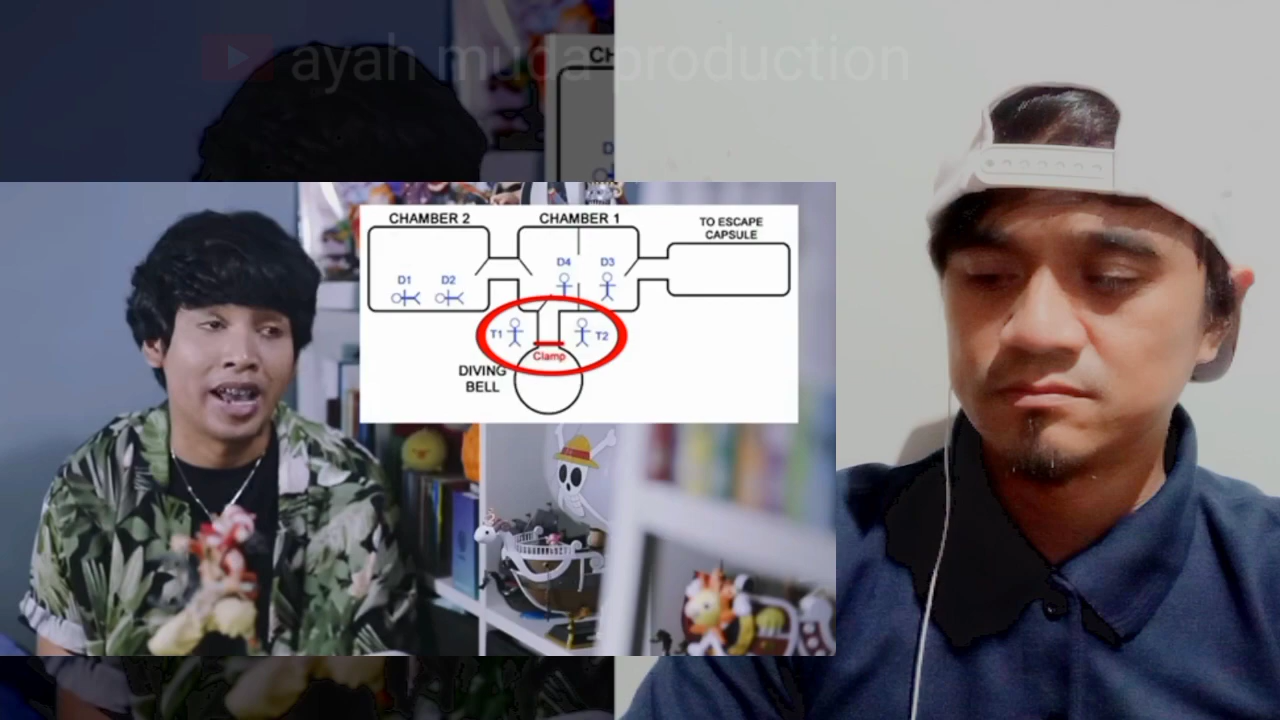 ayah muda production
CH
D
CHAMBER 2
CHAMBER 1
TO ESCAPE
CAPSULE
D1
D2
D4
D3
T1
T2
Clamp
DIVING
BELL